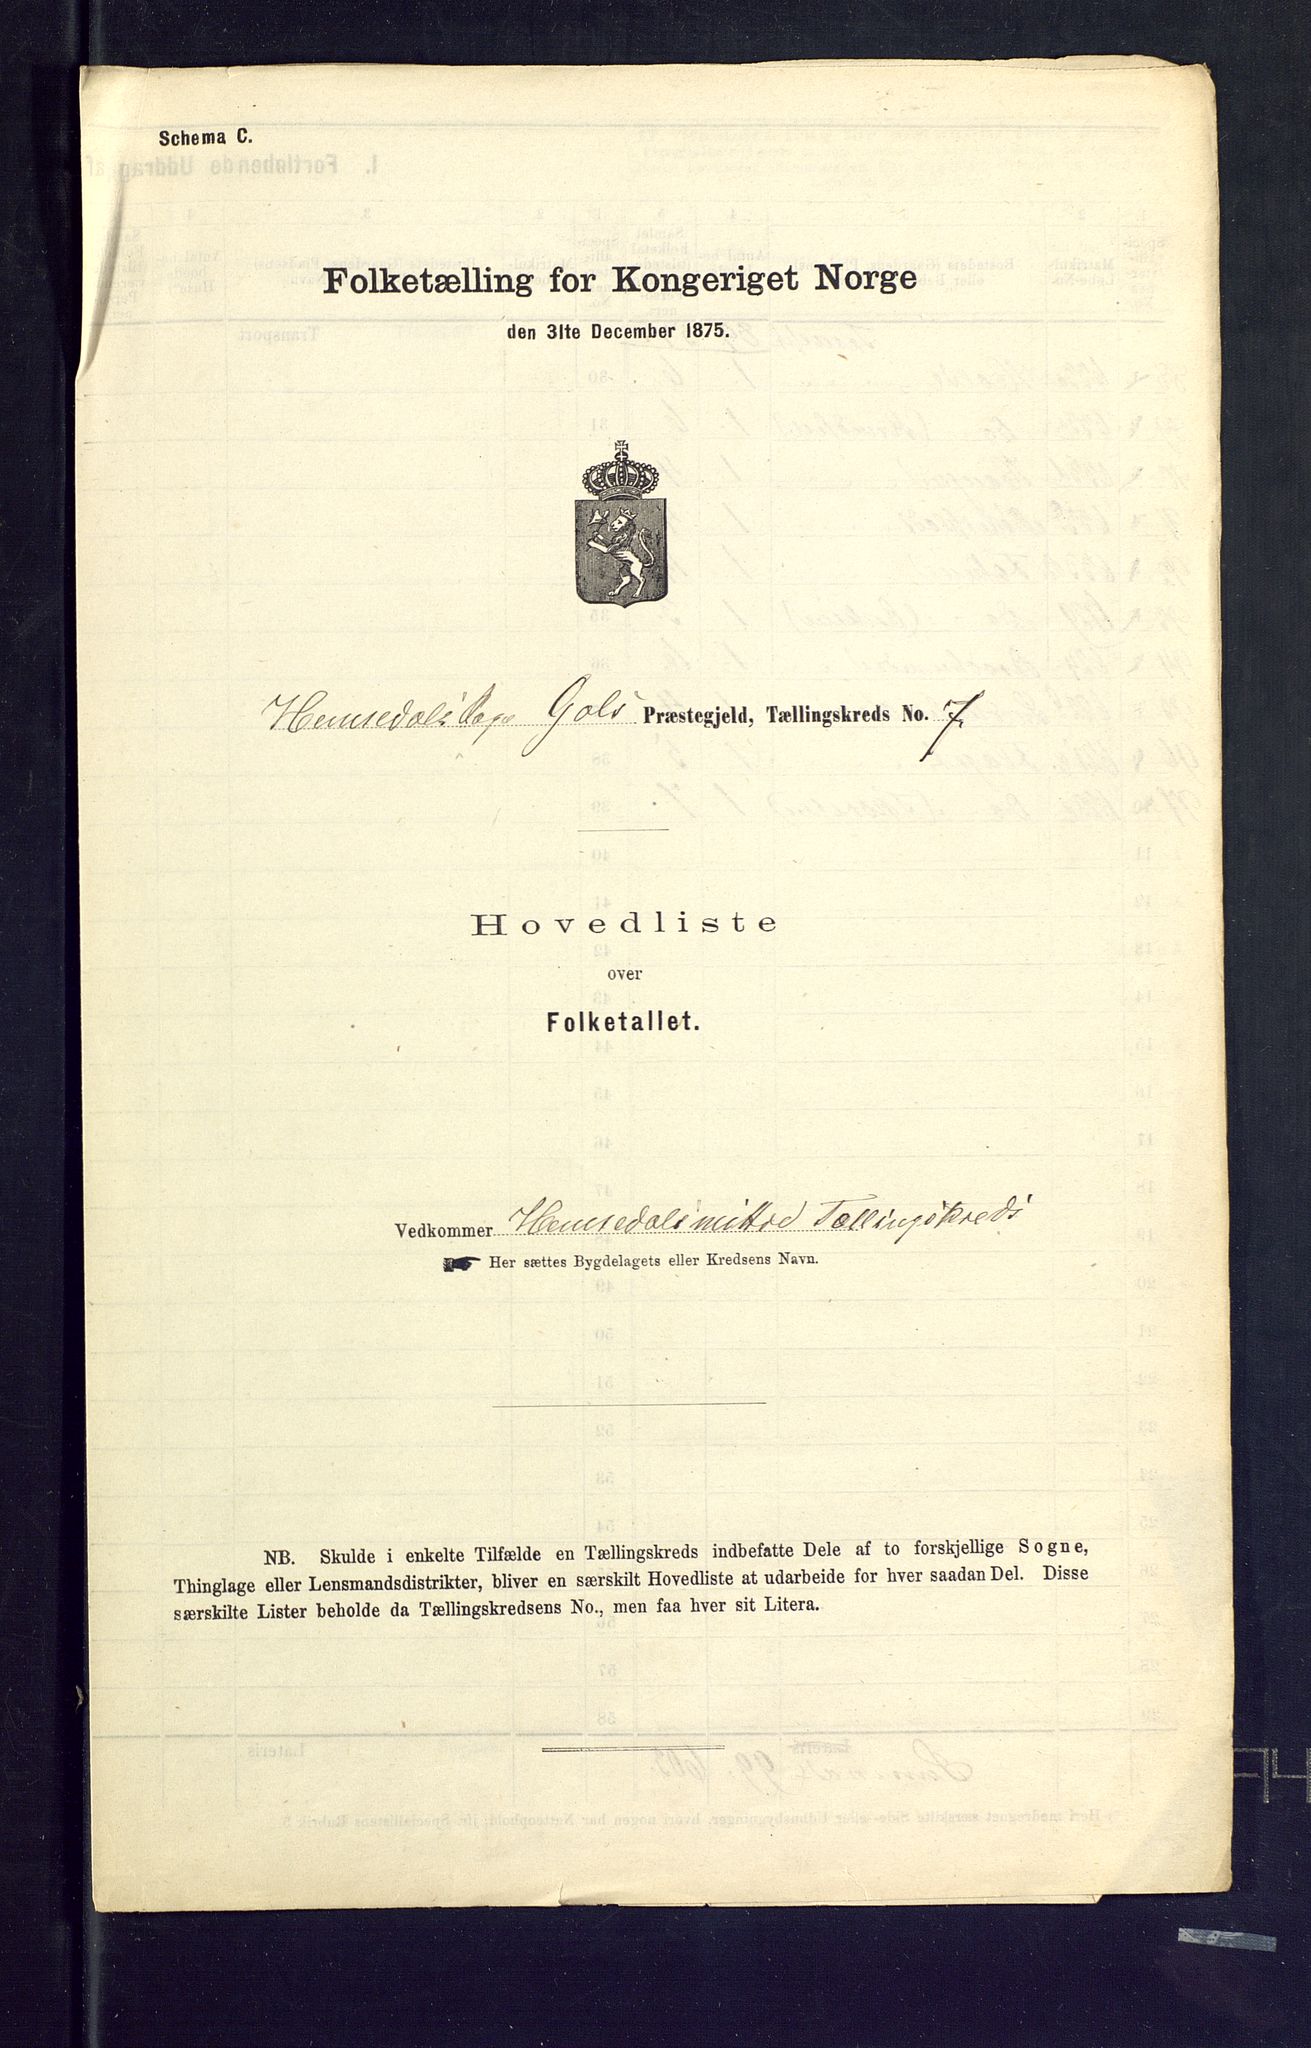 Schema C.
Folketælling for Kongeriget Norge
den 31te December 1875.
Hemsedals Sogn Gols Præstegjeld, Tællingskreds No. 7.
Hovedliste
over
Folketallet.
Vedkommer Hemsedals mittre Tællingskreds
Her sættes Bygdelagets eller Kredsens Navn.
NB. Skulde i enkelte Tilfælde en Tællingskreds indbefatte Dele af to forskjellige Sogne,
Thinglage eller Lensmandsdistrikter, bliver en særskilt Hovedliste at udarbeide for hver saadan Del. Disse
særskilte Lister beholde da Tællingskredsens No., men faa hver sit Litera.